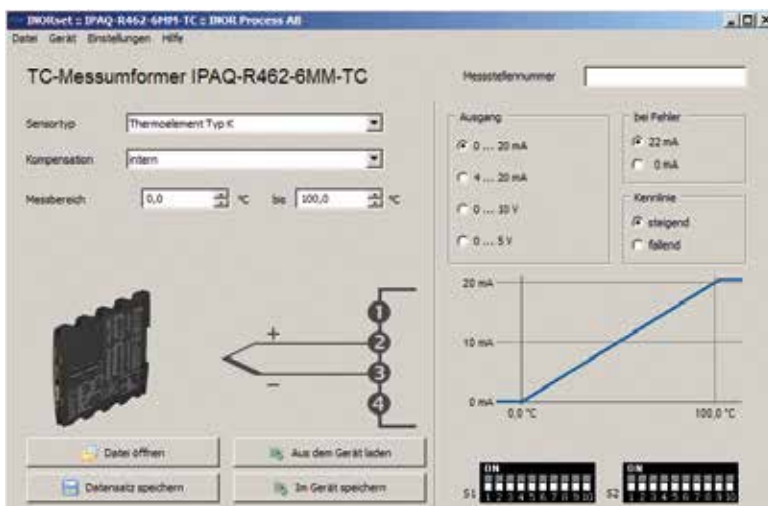 INORset :: IPAQ-R462-6MM-TC :: INOR Process AB
Datei Gerät Einstellungen Hilfe
TC-Messumformer IPAQ-R462-6MM-TC
Messstellennummer
Sensortyp
Thermoelement Typ K
Kompensation
intern
Messbereich
0,0
°C
bis
100,0
°C
Ausgang
0 ... 20 mA
4 ... 20 mA
0 ... 10 V
0 ... 5 V
bei Fehler
22 mA
0 mA
Kennlinie
steigend
fallend
+
−
1
2
3
4
20 mA
10 mA
0 mA
0,0 °C
100,0 °C
Datei öffnen
Aus dem Gerät laden
Datensatz speichern
Im Gerät speichern
S1
ON
1 2 3 4 5 6 7 8 9 10
S2
ON
1 2 3 4 5 6 7 8 9 10